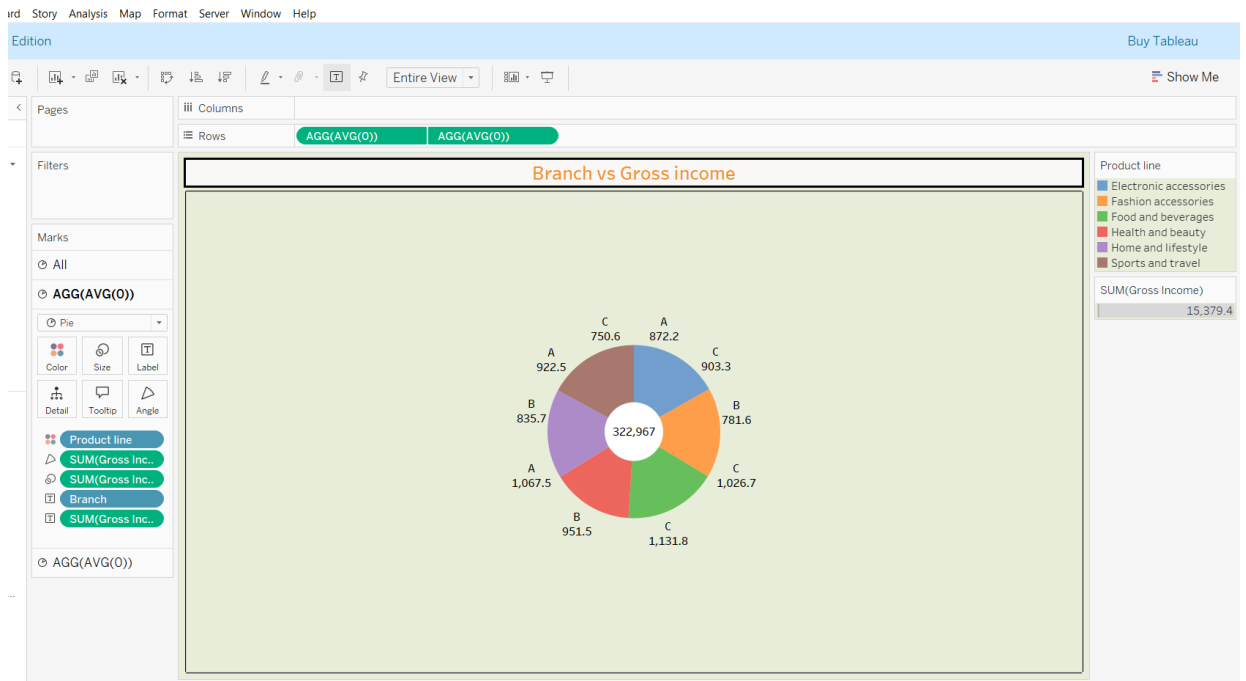 ard Story Analysis Map Format Server Window Help
Edition
Buy Tableau
Entire View
Show Me
Pages
Columns
Rows
AGG(AVG(0))
AGG(AVG(0))
Filters
Branch vs Gross income
Product line
Electronic accessories
Fashion accessories
Food and beverages
Health and beauty
Home and lifestyle
Sports and travel
SUM(Gross Income)
15,379.4
Marks
All
AGG(AVG(0))
Pie
Color
Size
Label
Detail
Tooltip
Angle
Product line
SUM(Gross Inc..
SUM(Gross Inc..
Branch
SUM(Gross Inc..
AGG(AVG(0))
C
750.6
A
872.2
A
922.5
C
903.3
B
835.7
B
781.6
322,967
A
1,067.5
C
1,026.7
B
951.5
C
1,131.8